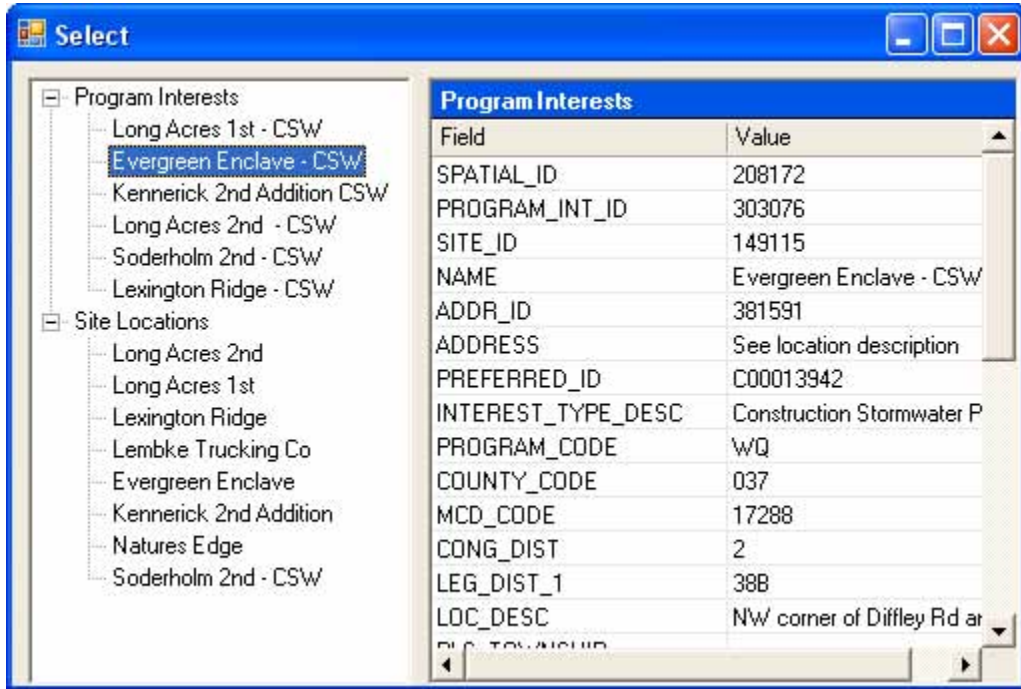 Select
Program Interests
Long Acres 1st - CSW
Evergreen Enclave - CSW
Kennerick 2nd Addition CSW
Long Acres 2nd - CSW
Soderholm 2nd - CSW
Lexington Ridge - CSW
Site Locations
Long Acres 2nd
Long Acres 1st
Lexington Ridge
Lembke Trucking Co
Evergreen Enclave
Kennerick 2nd Addition
Natures Edge
Soderholm 2nd - CSW
Program Interests
Field Value
SPATIAL_ID 208172
PROGRAM_INT_ID 303076
SITE_ID 149115
NAME Evergreen Enclave - CSW
ADDR_ID 381591
ADDRESS See location description
PREFERRED_ID C00013942
INTEREST_TYPE_DESC Construction Stormwater P
PROGRAM_CODE WQ
COUNTY_CODE 037
MCD_CODE 17288
CONG_DIST 2
LEG_DIST_1 38B
LOC_DESC NW corner of Diffley Rd ar